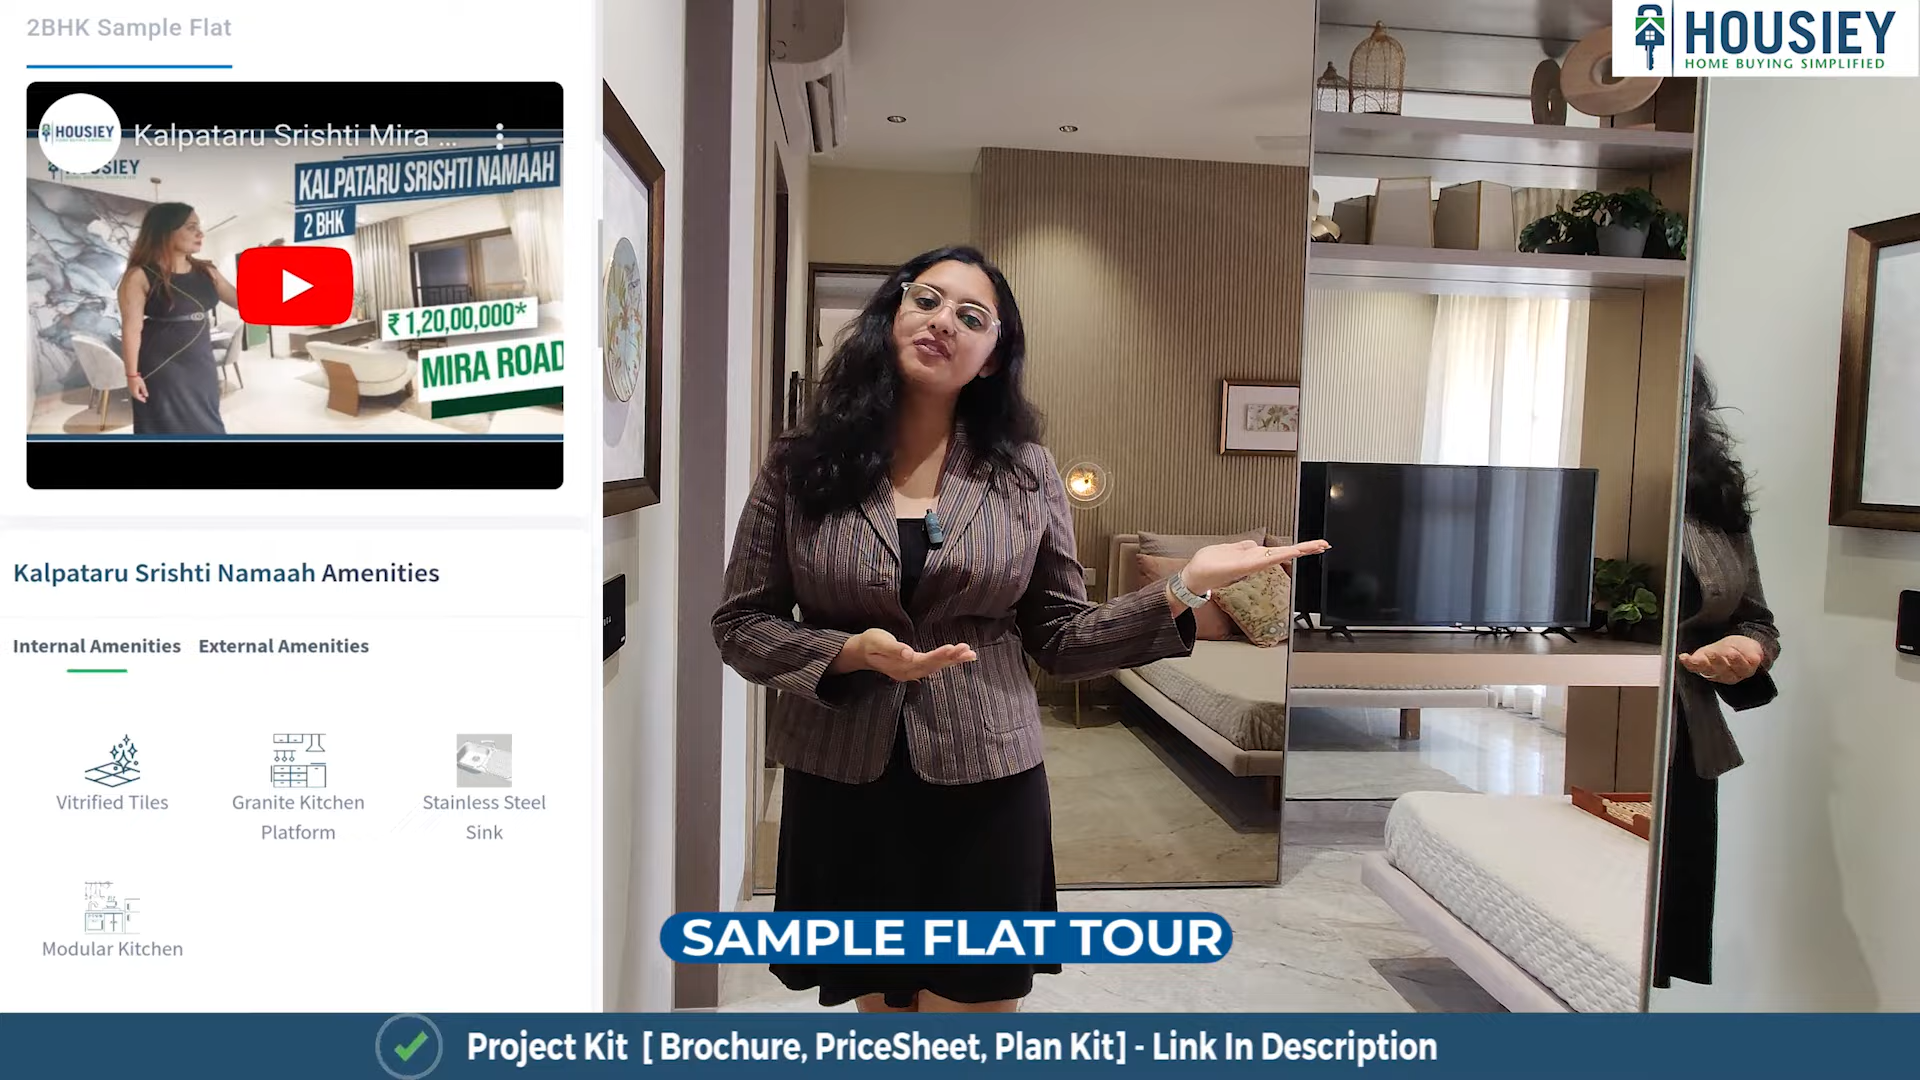 2BHK Sample Flat
HOUSIEY
Kalpataru Srishti Mira ...
HOUSIEY
KALPATARU SRISHTI NAMAAH
2 BHK
₹ 1,20,00,000*
MIRA ROAD
Kalpataru Srishti Namaah Amenities
Internal Amenities External Amenities
Vitrified Tiles
Granite Kitchen
Platform
Stainless Steel
Sink
Modular Kitchen
HOUSIEY
HOME BUYING SIMPLIFIED
SAMPLE FLAT TOUR
Project Kit [ Brochure, PriceSheet, Plan Kit] - Link In Description